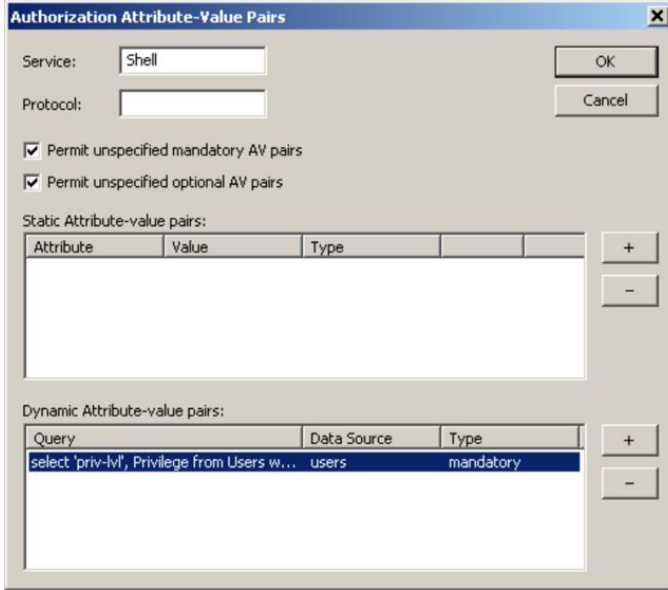 Authorization Attribute-Value Pairs
Service: Shell OK
Protocol: Cancel
Permit unspecified mandatory AV pairs
Permit unspecified optional AV pairs
Static Attribute-value pairs:
Attribute Value Type +
-
Dynamic Attribute-value pairs:
Query Data Source Type +
select 'priv-lvl', Privilege from Users w... users mandatory
-